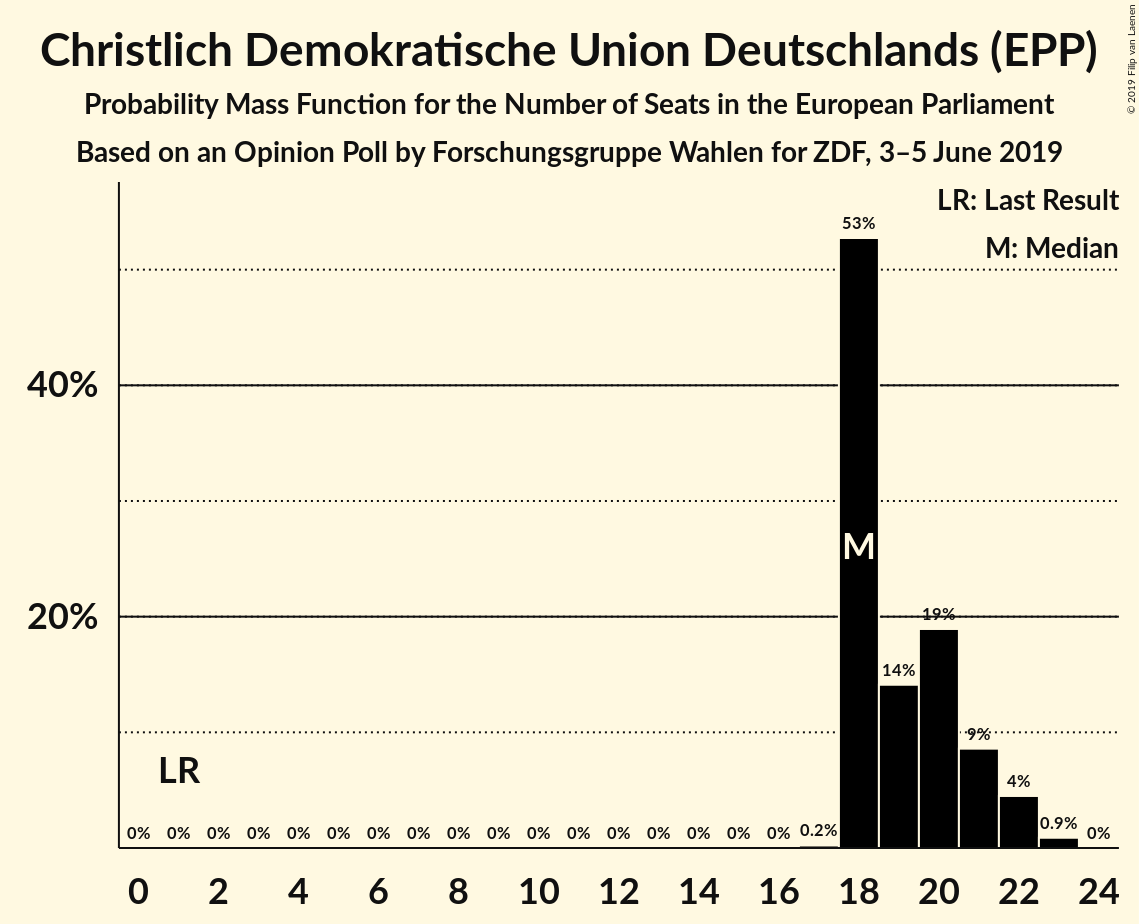 Christlich Demokratische Union Deutschlands (EPP)
Probability Mass Function for the Number of Seats in the European Parliament
Based on an Opinion Poll by Forschungsgruppe Wahlen for ZDF, 3–5 June 2019
© 2019 Filip van Laenen
LR: Last Result
M: Median
53%
40%
M
20%
19%
14%
9%
LR
4%
0% 0% 0% 0% 0% 0% 0% 0% 0% 0% 0% 0% 0% 0% 0% 0% 0% 0.2% 0.9% 0%
0 2 4 6 8 10 12 14 16 18 20 22 24